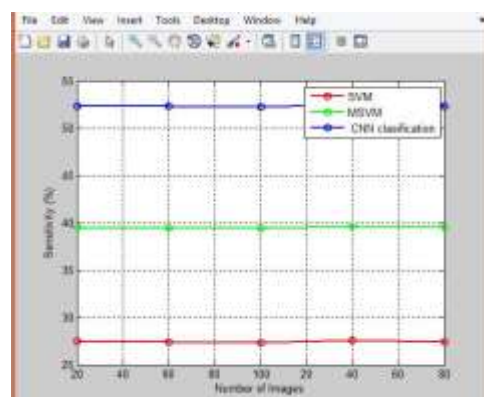 File Edit View Insert Tools Desktop Window Help
55
50
45
40
35
30
25
Sensitivity (%)
SVM
MSVM
CNN clasification
20 40 60 80 100 20 40 60 80
Number of Images